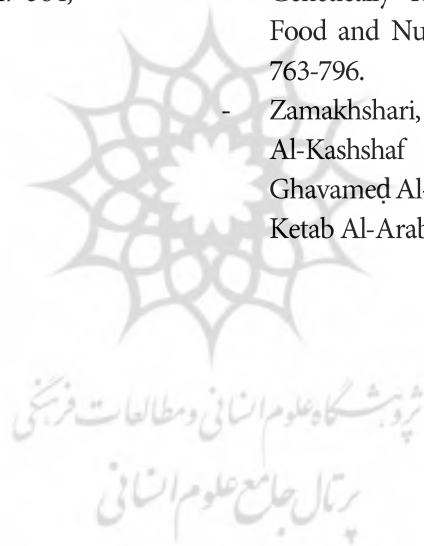 Food and Nu
763-796.
- Zamakhshari,
Al-Kashshaf
Ghavameḍ Al-
Ketab Al-Arab
پژوهشگاه علوم انسانی و مطالعات فرهنگی
پرتال جامع علوم انسانی